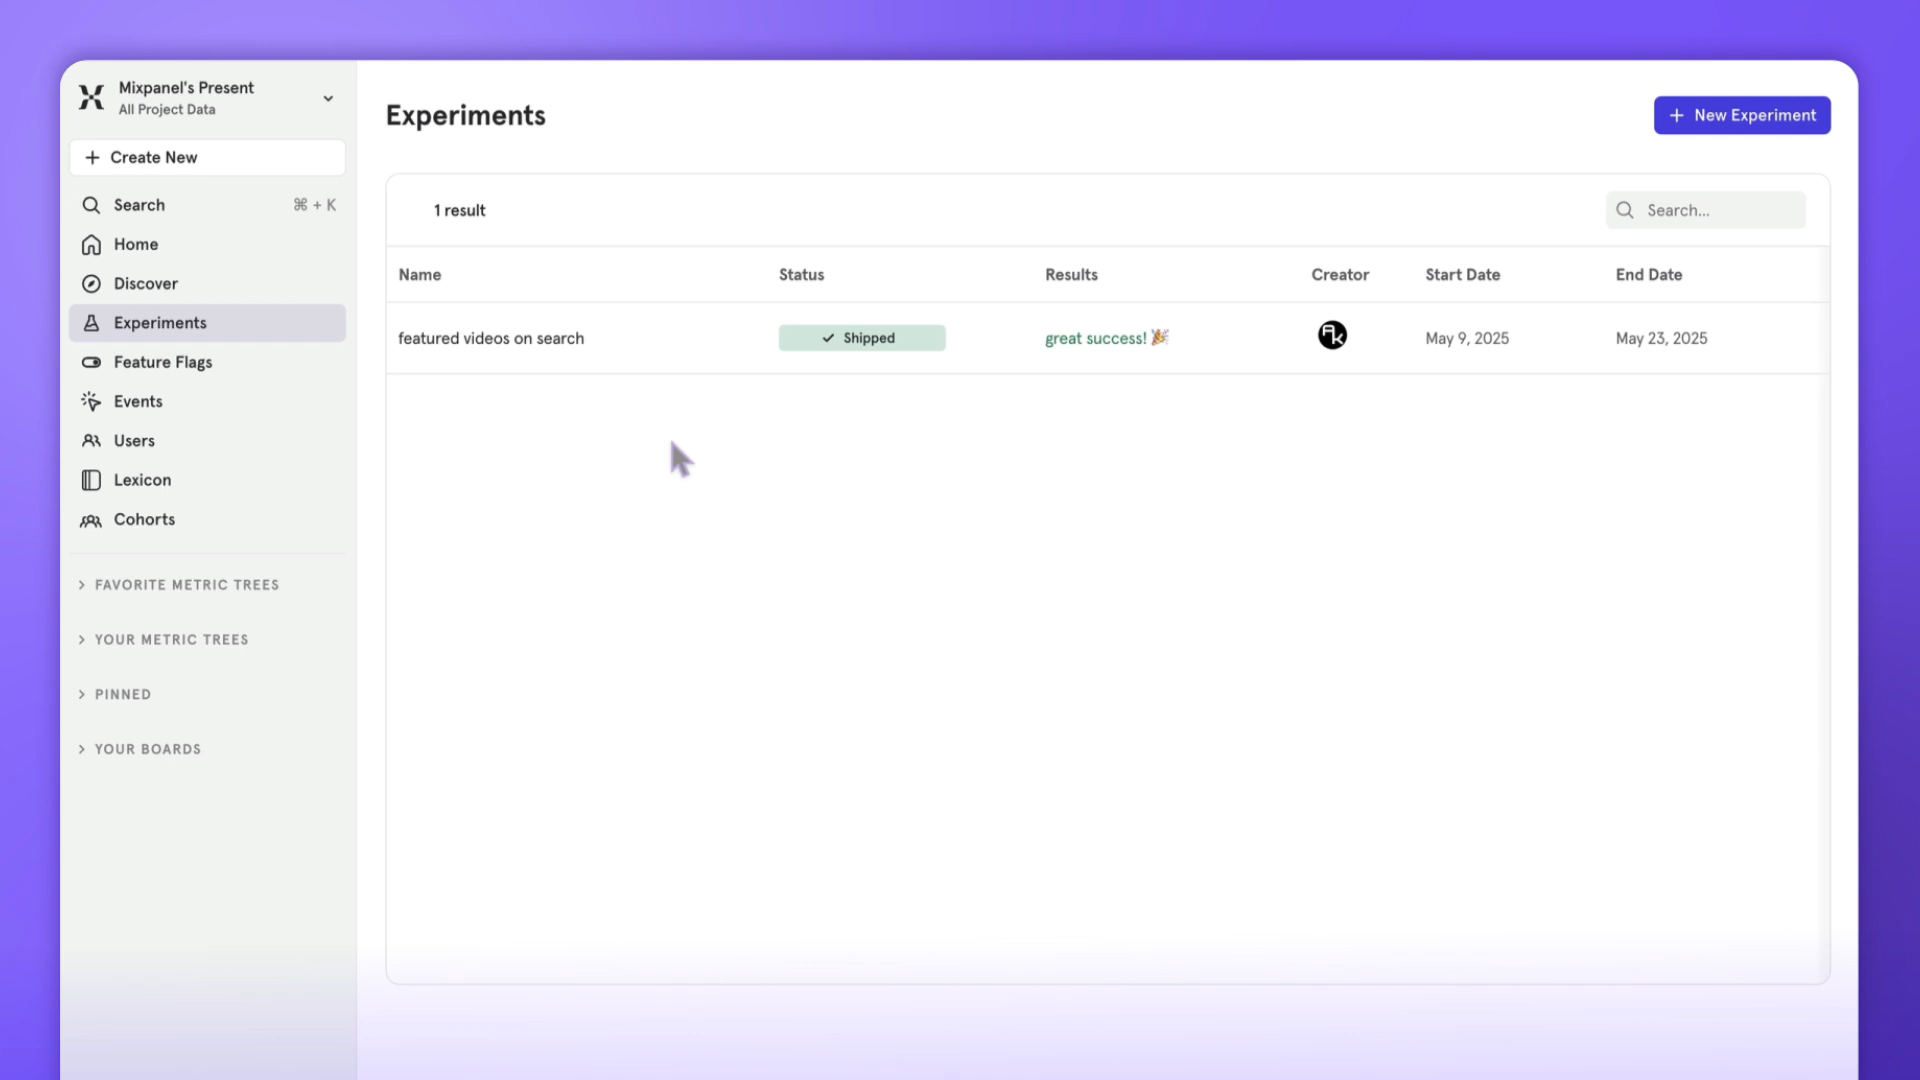 Mixpanel's Present
All Project Data
+ Create New
Search ⌘ + K
Home
Discover
Experiments
Feature Flags
Events
Users
Lexicon
Cohorts
FAVORITE METRIC TREES
YOUR METRIC TREES
PINNED
YOUR BOARDS
Experiments
+ New Experiment
1 result
Search...
Name Status Results Creator Start Date End Date
featured videos on search ✓ Shipped great success! 🎉 AK May 9, 2025 May 23, 2025